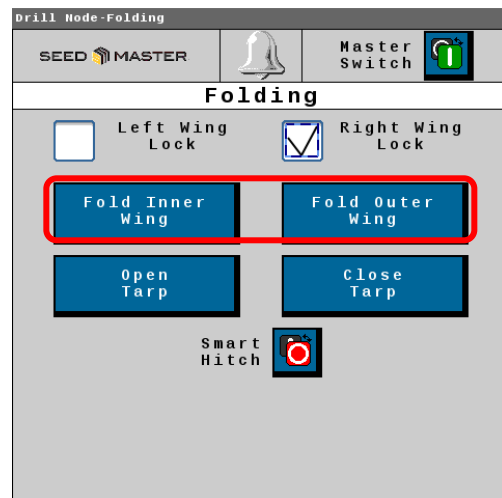 Drill Node-Folding
SEED MASTER
Master
Switch
Folding
Left Wing
Lock
Right Wing
Lock
Fold Inner
Wing
Fold Outer
Wing
Open
Tarp
Close
Tarp
Smart
Hitch